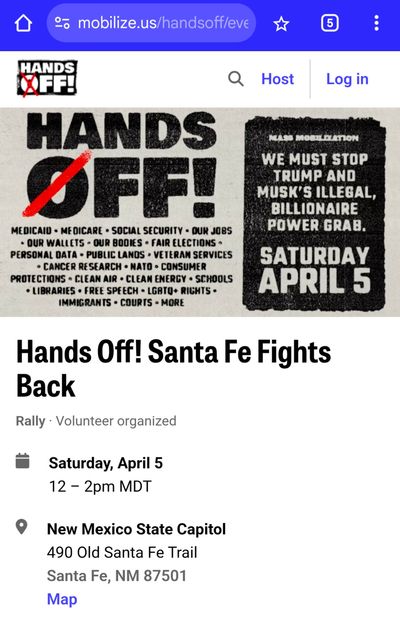 mobilize.us/handsoff/eve
5
HANDS
OFF!
Host
Log in
HANDS
OFF!
MEDICAID • MEDICARE • SOCIAL SECURITY • OUR JOBS
• OUR WALLETS • OUR BODIES • FAIR ELECTIONS •
PERSONAL DATA • PUBLIC LANDS • VETERAN SERVICES
• CANCER RESEARCH • NATO • CONSUMER
PROTECTIONS • CLEAN AIR • CLEAN ENERGY • SCHOOLS
• LIBRARIES • FREE SPEECH • LGBTQ+ RIGHTS •
IMMIGRANTS • COURTS • MORE
MASS MOBILIZATION
WE MUST STOP
TRUMP AND
MUSK'S ILLEGAL,
BILLIONAIRE
POWER GRAB.
SATURDAY
APRIL 5
Hands Off! Santa Fe Fights
Back
Rally · Volunteer organized
Saturday, April 5
12 – 2pm MDT
New Mexico State Capitol
490 Old Santa Fe Trail
Santa Fe, NM 87501
Map